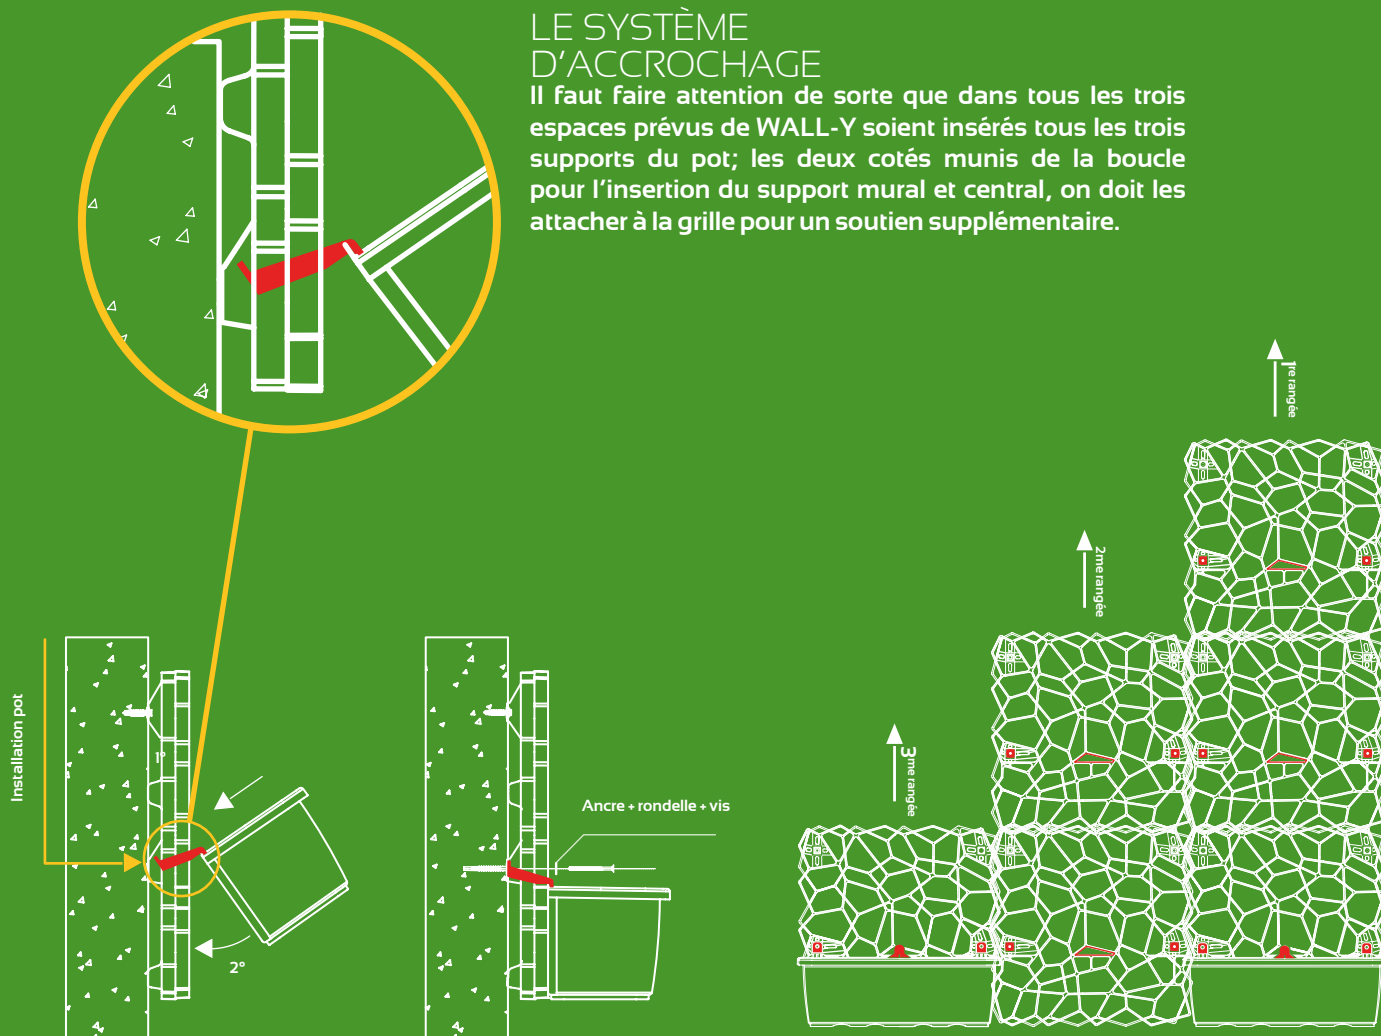 LE SYSTÈME
D'ACCROCHAGE
Il faut faire attention de sorte que dans tous les trois
espaces prévus de WALL-Y soient insérés tous les trois
supports du pot; les deux cotés munis de la boucle
pour l'insertion du support mural et central, on doit les
attacher à la grille pour un soutien supplémentaire.
1re rangée
2me rangée
3me rangée
Installation pot
1°
2°
Ancre + rondelle + vis